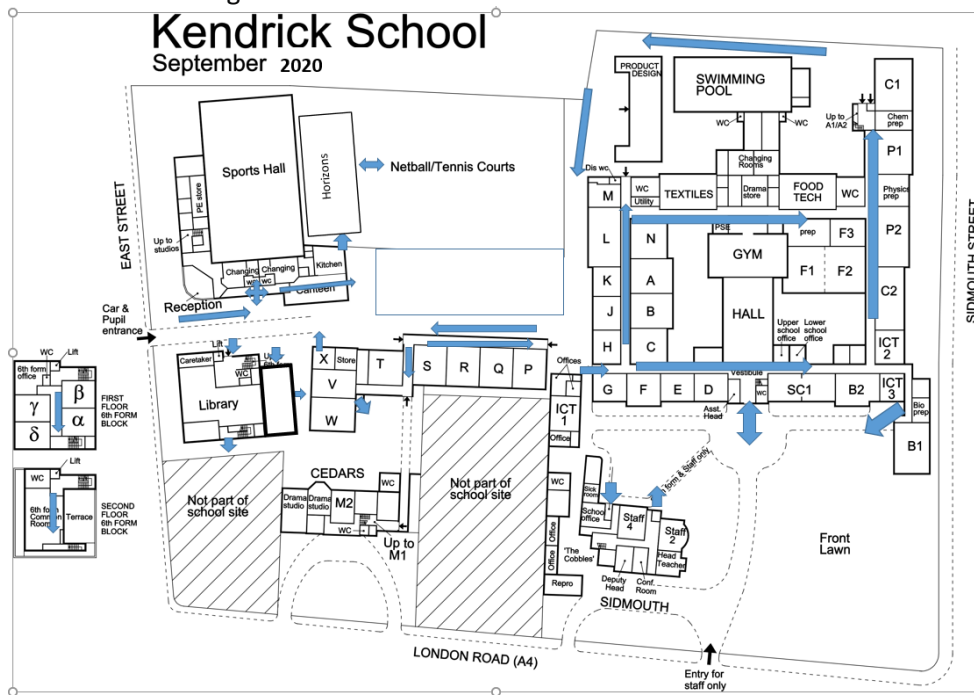 Kendrick School
September 2020
PRODUCT
DESIGN
SWIMMING
POOL
C1
WC
WC
Up to
A1/A2
Chem
prep
P1
Changing
Rooms
Dis wc
M
WC
Utility
TEXTILES
Drama
store
FOOD
TECH
WC
Physics
prep
P2
PSE
prep
F3
L
N
GYM
F1
F2
K
A
C2
J
B
HALL
Upper
school
office
Lower
school
office
H
C
ICT
2
Vestibule
G
F
E
D
WC
SC1
B2
ICT
3
Asst.
Head
Bio
prep
B1
SIDMOUTH STREET
EAST STREET
Sports Hall
PE store
Horizons
Netball/Tennis Courts
Up to
studios
Changing
Changing
WC
WC
Kitchen
Canteen
Reception
Car &
Pupil
entrance
Caretaker
Lift
Up
WC
Library
X
Store
V
W
T
S
R
Q
P
Offices
ICT
1
Office
WC
Office
Office
Repro
WC
Lift
6th form
office
γ
β
δ
α
FIRST
FLOOR
6TH FORM
BLOCK
Lift
WC
6th form
Common
Room
Terrace
SECOND
FLOOR
6TH FORM
BLOCK
Not part of
school site
CEDARS
Drama
studio
Drama
studio
M2
WC
WC
Up to
M1
Not part of
school site
Sick
room
School
office
Staff
4
Staff
2
Head
Teacher
'The
Cobbles'
Deputy
Head
Conf.
Room
SIDMOUTH
form & Staff only
Front
Lawn
LONDON ROAD (A4)
Entry for
staff only